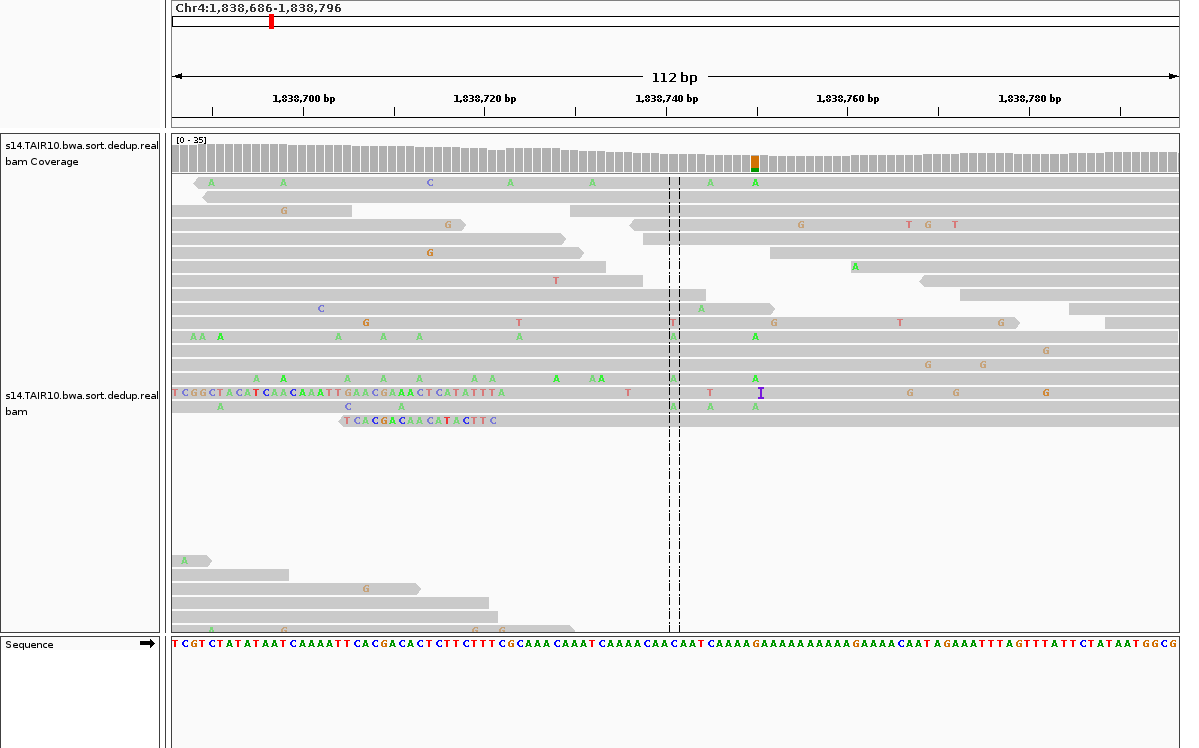 Chr4:1,838,686-1,838,796
112 bp
1,838,700 bp 1,838,720 bp 1,838,740 bp 1,838,760 bp 1,838,780 bp
s14.TAIR10.bwa.sort.dedup.real
bam Coverage
[0 - 35]
A A C A A A A
G
G G T G T
G
A
T
C A
G T T G T G
A A A A A A A A A
G
G G
A A A A A A A A A A A A
TCGGCTACATCAACAAATTGAACGAAACTCATATTTA T T I G G G
A C A A A A
TCACGACAACATACTTC
s14.TAIR10.bwa.sort.dedup.real
bam
A
G
A G G G
Sequence
TCGTCTATATAATCAAAATTCACGACACTCTTCTTTCGCAAACAAATCAAAACAACAATCAAAAGAAAAAAAAAAGAAAACAATAGAAATTTAGTTTATTCTATAATGGCG